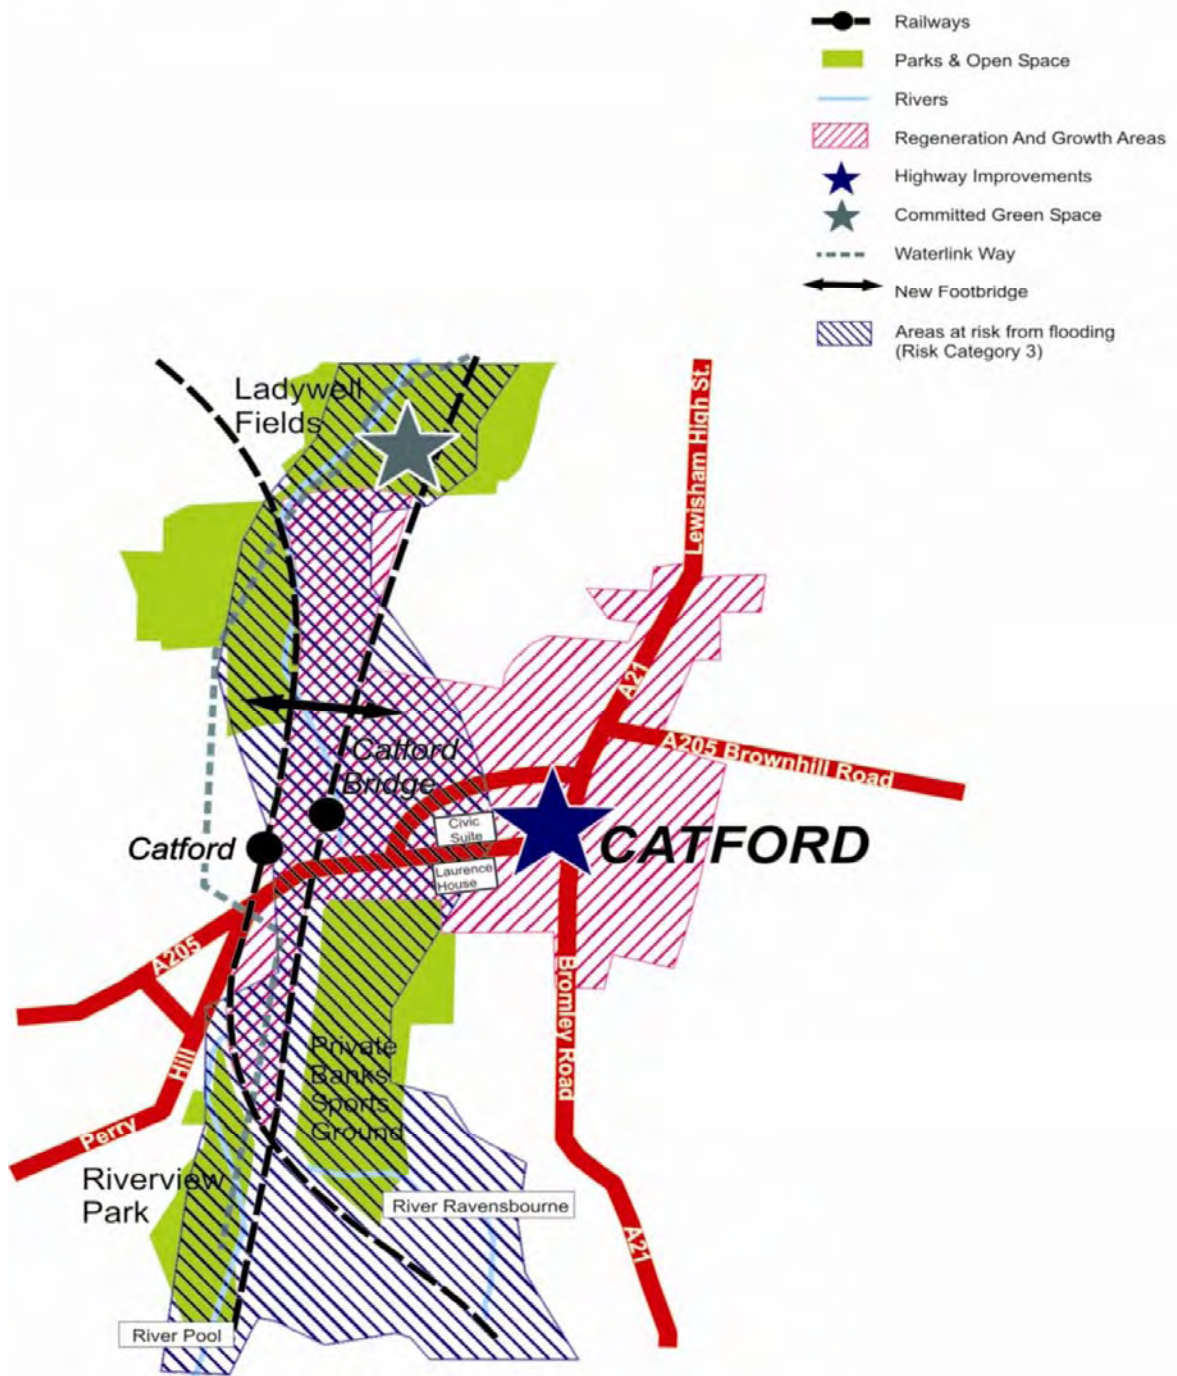 Railways
Parks & Open Space
Rivers
Regeneration And Growth Areas
Highway Improvements
Committed Green Space
Waterlink Way
New Footbridge
Areas at risk from flooding
(Risk Category 3)
Ladywell
Fields
Lewisham High St.
A21
A205 Brownhill Road
Catford
Bridge
Civic
Suite
CATFORD
Catford
Laurence
House
A205
Bromley Road
Hill
Perry
Private
Banks
Sports
Ground
Riverview
Park
River Ravensbourne
A21
River Pool